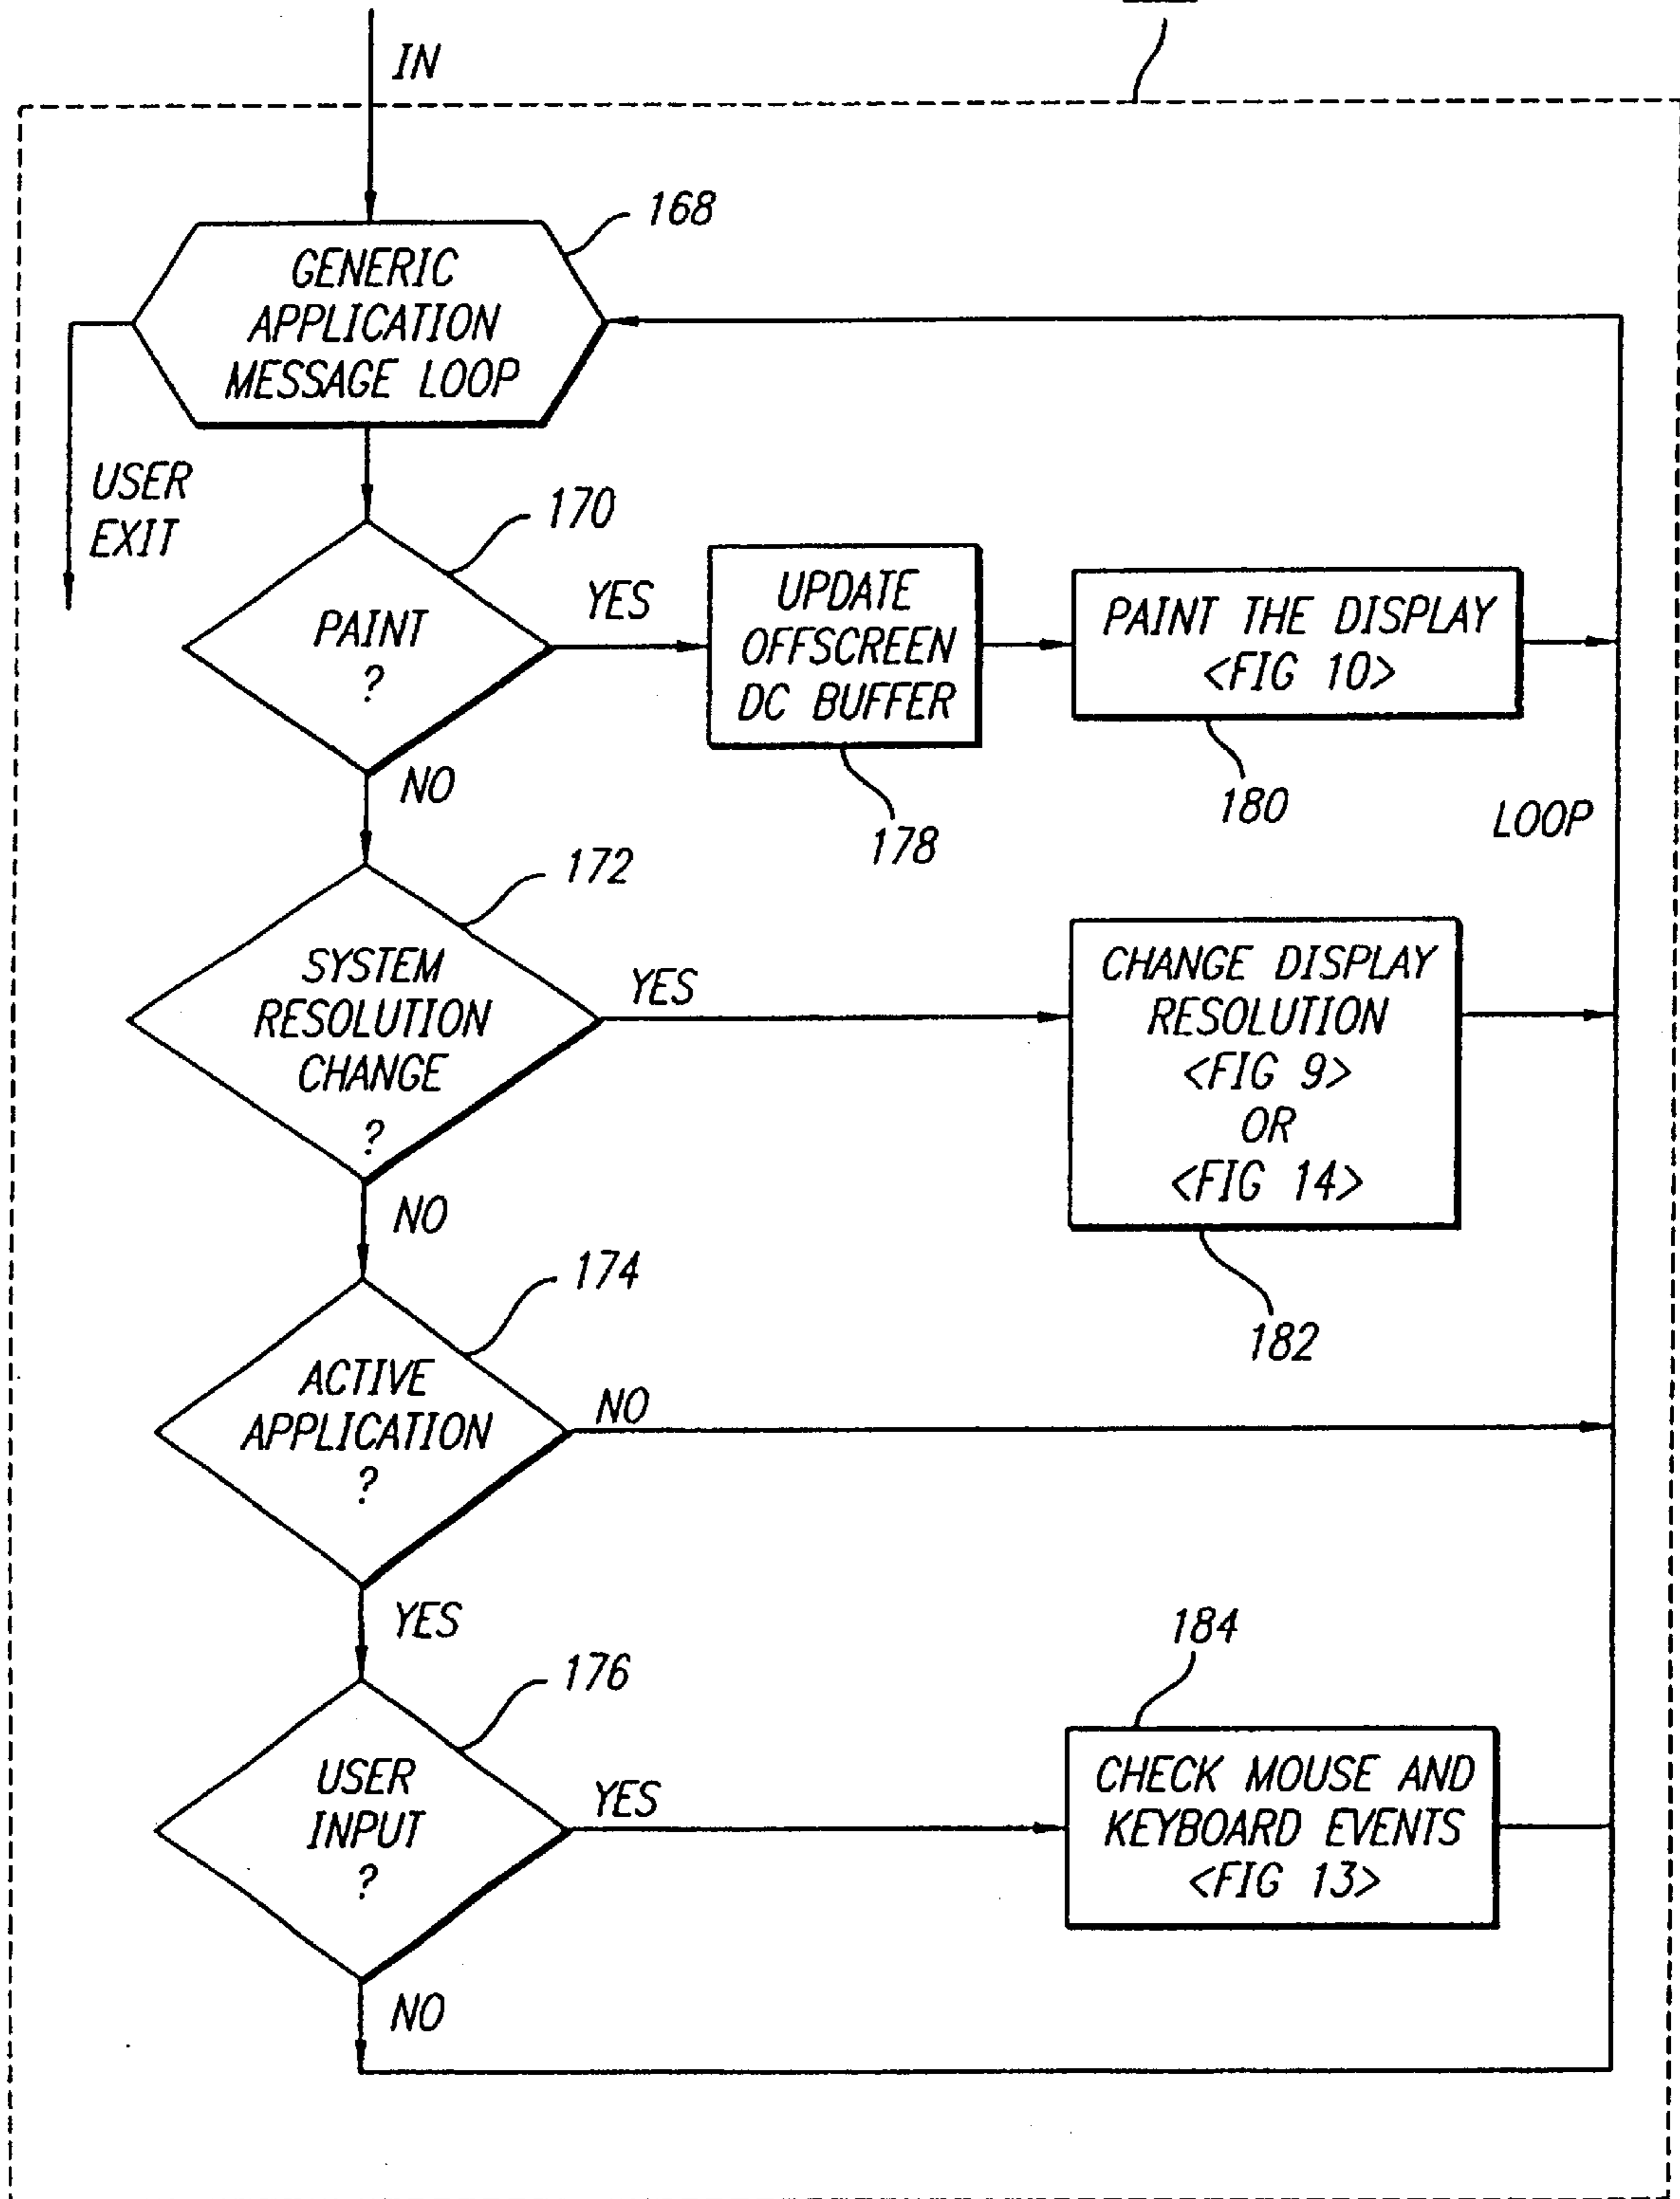 IN
168
GENERIC
APPLICATION
MESSAGE LOOP
USER
EXIT
170
PAINT
?
YES
UPDATE
OFFSCREEN
DC BUFFER
178
PAINT THE DISPLAY
<FIG 10>
180
LOOP
NO
172
SYSTEM
RESOLUTION
CHANGE
?
YES
CHANGE DISPLAY
RESOLUTION
<FIG 9>
OR
<FIG 14>
182
NO
174
ACTIVE
APPLICATION
?
NO
YES
176
USER
INPUT
?
YES
184
CHECK MOUSE AND
KEYBOARD EVENTS
<FIG 13>
NO